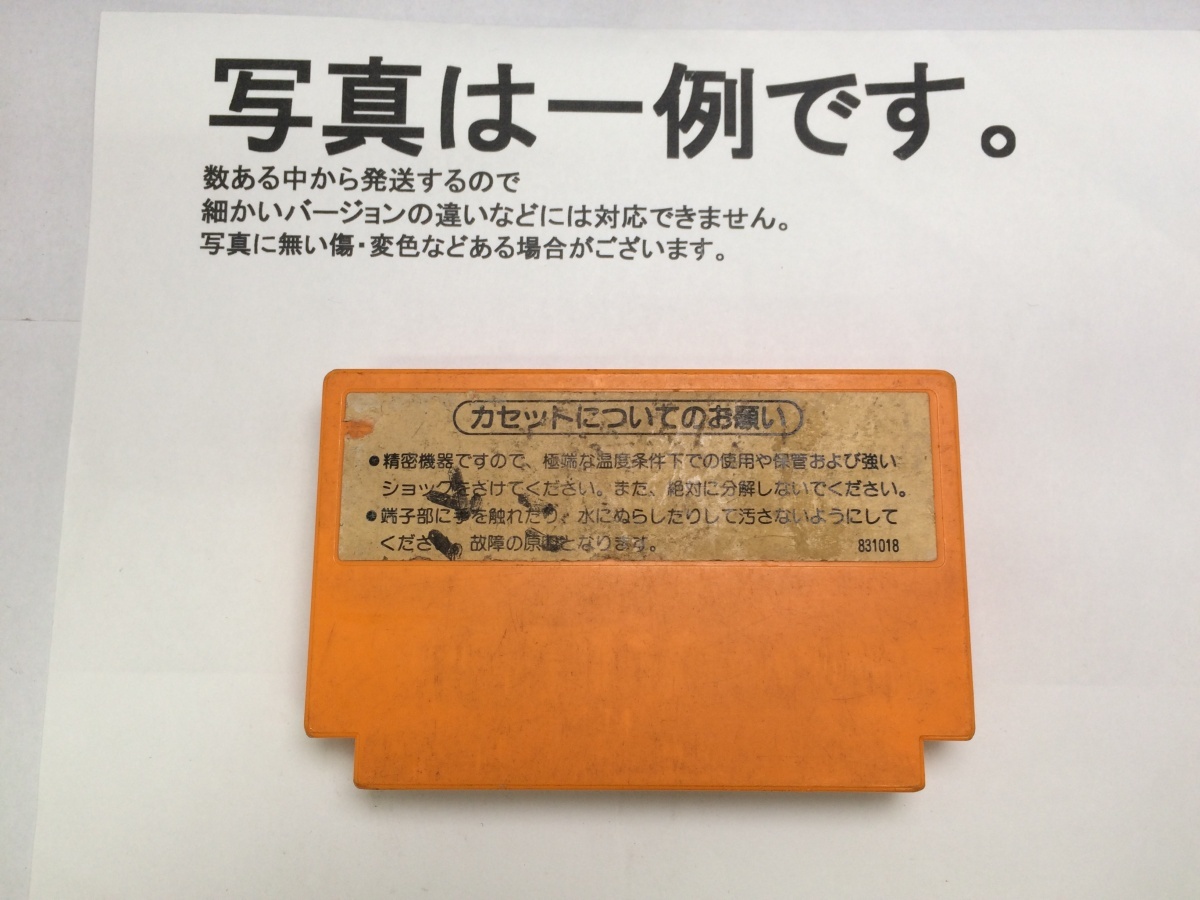 写真は一例です。
数ある中から発送するので
細かいバージョンの違いなどには対応できません。
写真に無い傷・変色などある場合がございます。
カセットについてのお願い
●精密機器ですので、極端な温度条件下での使用や保管および強い
ショックをさけてください。また、絶対に分解しないでください。
●端子部に手を触れたり、水にぬらしたりして汚さないようにして
ください。故障の原因となります。
831018